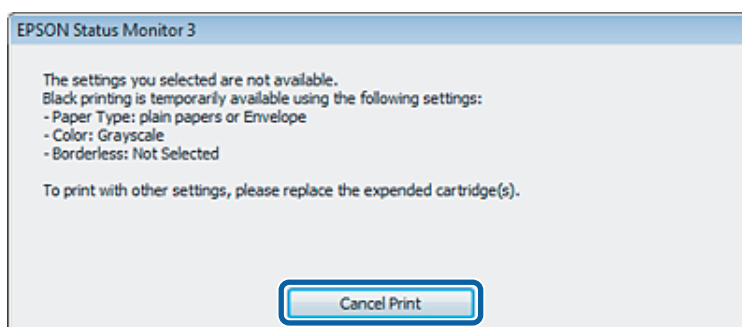 EPSON Status Monitor 3
The settings you selected are not available.
Black printing is temporarily available using the following settings:
- Paper Type: plain papers or Envelope
- Color: Grayscale
- Borderless: Not Selected
To print with other settings, please replace the expended cartridge(s).
Cancel Print